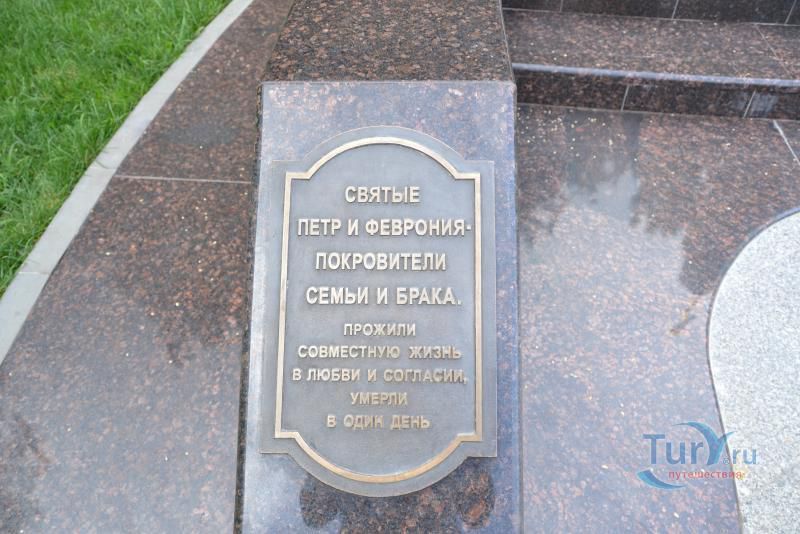 СВЯТЫЕ
ПЕТР И ФЕВРОНИЯ-
ПОКРОВИТЕЛИ
СЕМЬИ И БРАКА.
ПРОЖИЛИ
СОВМЕСТНУЮ ЖИЗНЬ
В ЛЮБВИ И СОГЛАСИИ,
УМЕРЛИ
В ОДИН ДЕНЬ
Tury.ru
путешествия